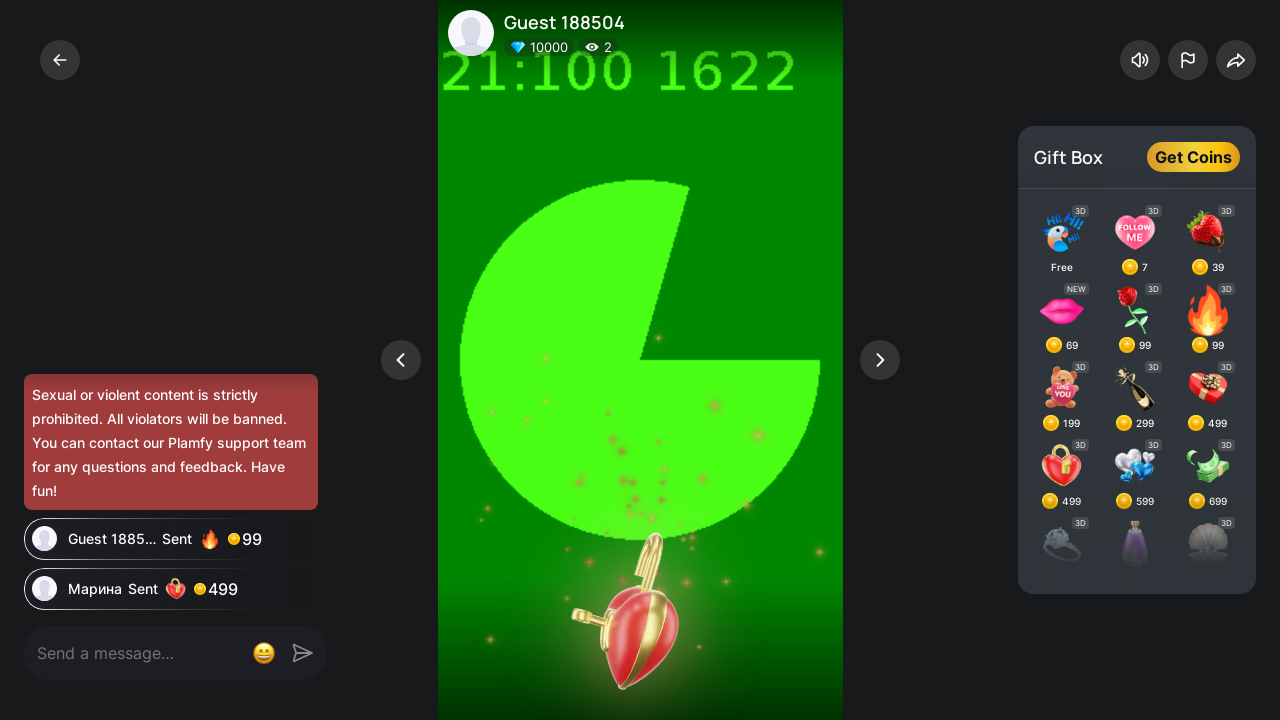 Guest 188504
10000 2
21:100 1622
Gift Box
Get Coins
3D 3D 3D
Hi! Hi! Hi!
FOLLOW
ME
Free 7 39
NEW 3D 3D
69 99 99
3D 3D 3D
LOVE
YOU
199 299 499
3D 3D 3D
499 599 699
3D 3D
Sexual or violent content is strictly
prohibited. All violators will be banned.
You can contact our Plamfy support team
for any questions and feedback. Have
fun!
Guest 1885... Sent 99
Марина Sent 499
Send a message...